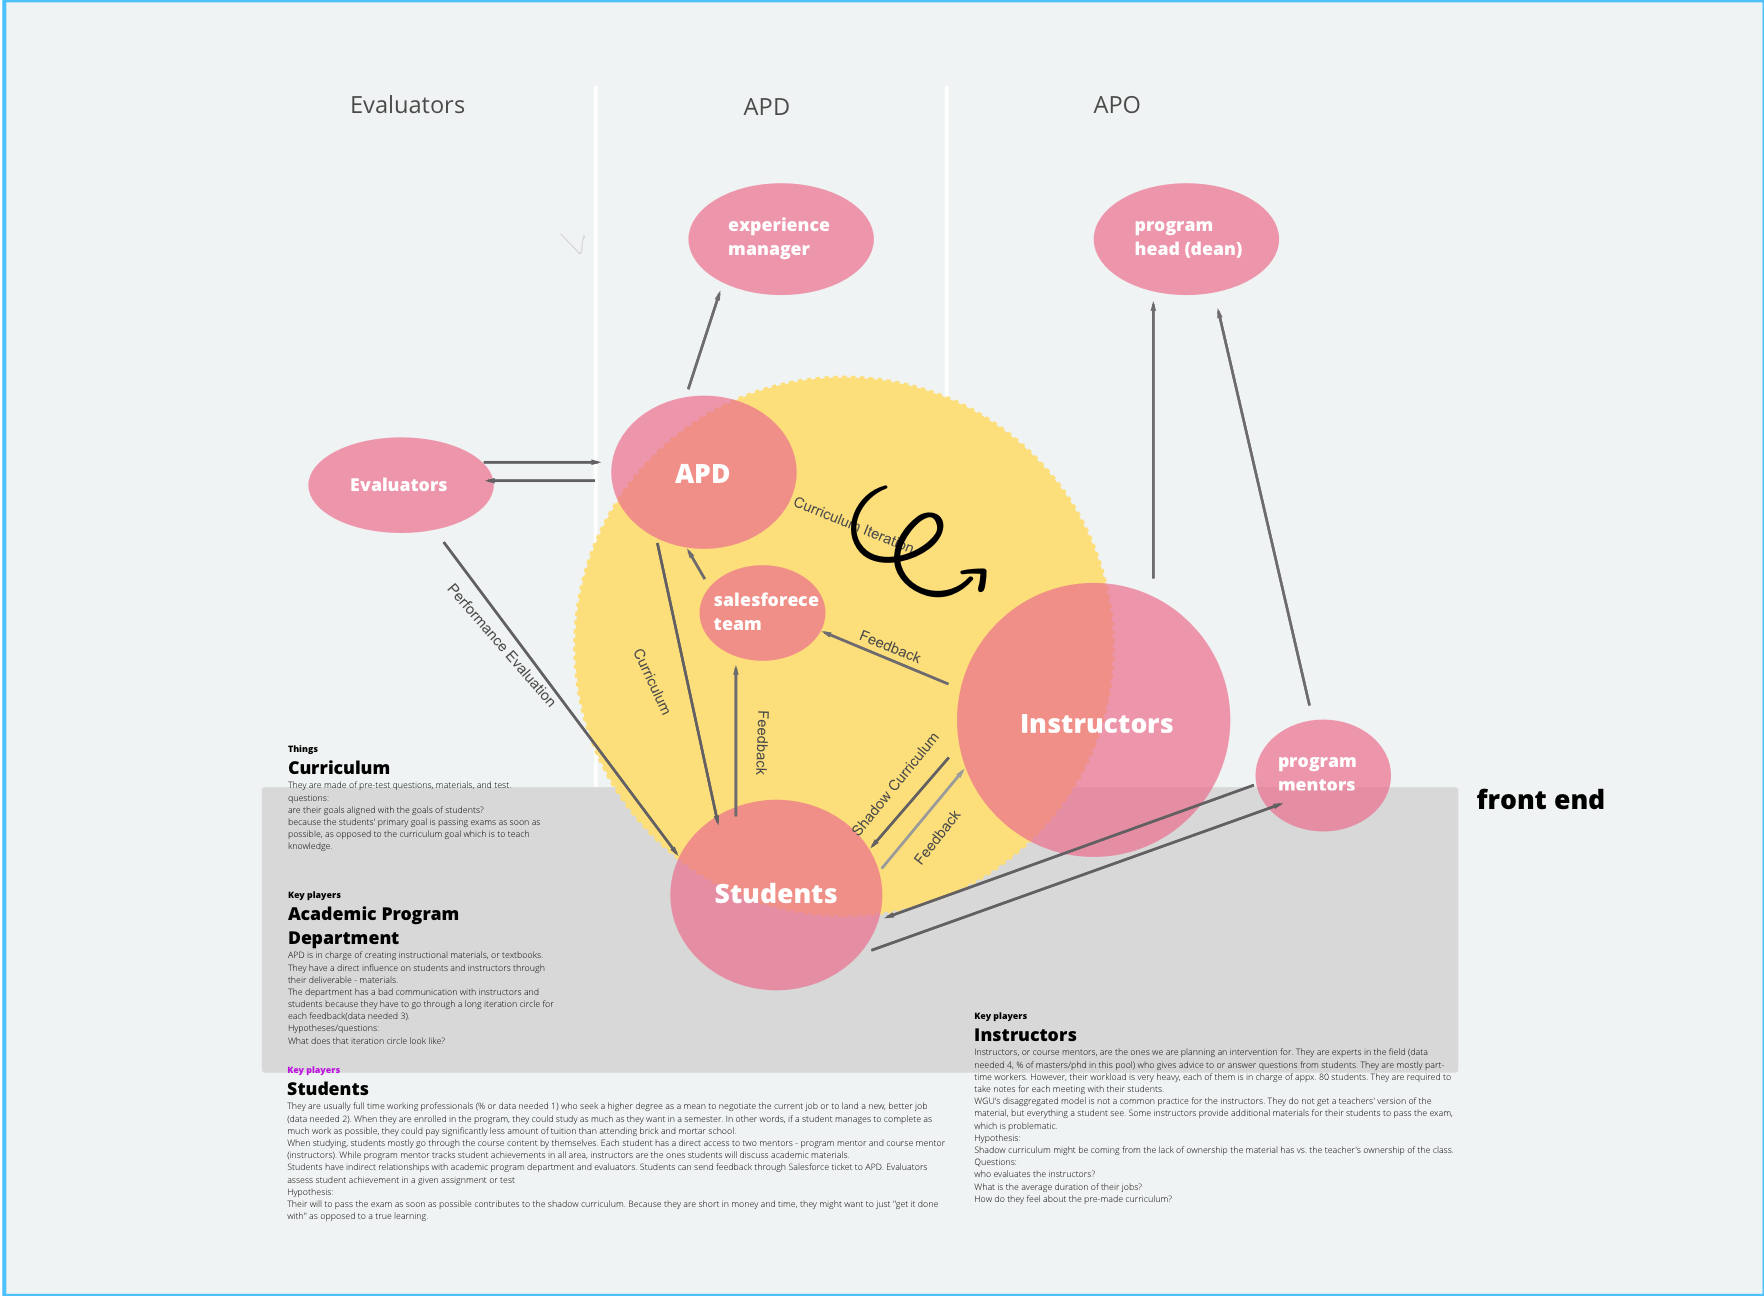 Evaluators
APD
APO
experience
manager
program
head (dean)
APD
Evaluators
Curriculum Iteration
salesforece
team
Feedback
Performance Evaluation
Curriculum
Feedback
Instructors
Shadow Curriculum
Feedback
program
mentors
front end
Students
Things
Curriculum
They are made of pre-test questions, materials, and test
questions:
are their goals aligned with the goals of students?
because the students' primary goal is passing exams as soon as
possible, as opposed to the curriculum goal which is to teach
knowledge.
Key players
Academic Program
Department
APD is in charge of creating instructional materials, or textbooks.
They have a direct influence on students and instructors through
their deliverable - materials.
The department has a bad communication with instructors and
students because they have to go through a long iteration circle for
each feedback(data needed 3).
Hypotheses/questions:
What does that iteration circle look like?
Key players
Students
They are usually full time working professionals (% or data needed 1) who seek a higher degree as a mean to negotiate the current job or to land a new, better job
(data needed 2). When they are enrolled in the program, they could study as much as they want in a semester. In other words, if a student manages to complete as
much work as possible, they could pay significantly less amount of tuition than attending brick and mortar school.
When studying, students mostly go through the course content by themselves. Each student has a direct access to two mentors - program mentor and course mentor
(instructors). While program mentor tracks student achievements in all area, instructors are the ones students will discuss academic materials.
Students have indirect relationships with academic program department and evaluators. Students can send feedback through Salesforce ticket to APD. Evaluators
assess student achievement in a given assignment or test
Hypothesis:
Their will to pass the exam as soon as possible contributes to the shadow curriculum. Because they are short in money and time, they might want to just "get it done
with" as opposed to a true learning.
Key players
Instructors
Instructors, or course mentors, are the ones we are planning an intervention for. They are experts in the field (data
needed 4, % of masters/phd in this pool) who gives advice to or answer questions from students. They are mostly part-
time workers. However, their workload is very heavy, each of them is in charge of appx. 80 students. They are required to
take notes for each meeting with their students.
WGU's disaggregated model is not a common practice for the instructors. They do not get a teachers' version of the
material, but everything a student see. Some instructors provide additional materials for their students to pass the exam,
which is problematic.
Hypothesis:
Shadow curriculum might be coming from the lack of ownership the material has vs. the teacher's ownership of the class.
Questions:
who evaluates the instructors?
What is the average duration of their jobs?
How do they feel about the pre-made curriculum?